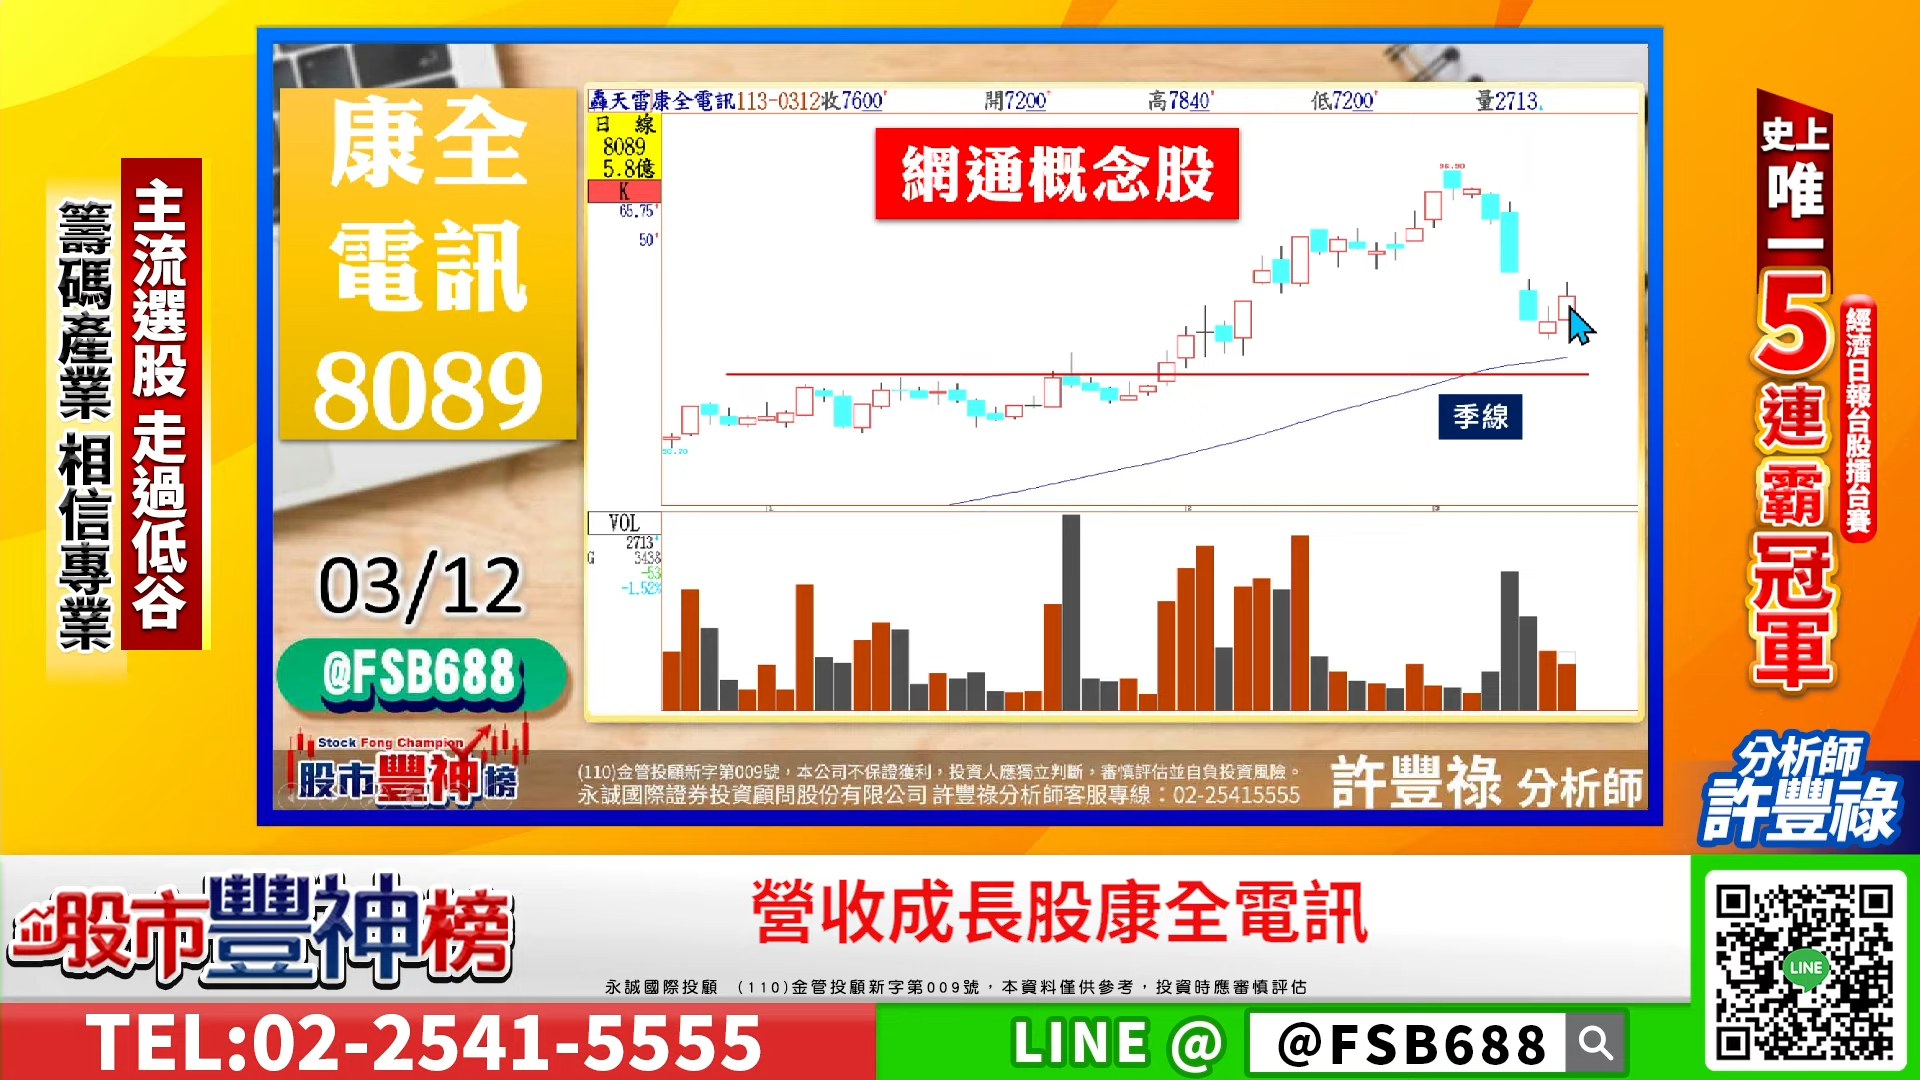 籌碼產業 相信專業
主流選股 走過低谷
康全
電訊
8089
03/12
@FSB688
Stock Fong Champion
股市豐神榜
轟天雷康全電訊113-0312收7600' 開7200' 高7840' 低7200' 量2713
日 線
8089
5.8億
K
65.75'
50'
網通概念股
96.90
季線
VOL
2713'
G 3438
-53
-1.52%
(110)金管投顧新字第009號,本公司不保證獲利,投資人應獨立判斷,審慎評估並自負投資風險。
永誠國際證券投資顧問股份有限公司 許豐祿分析師客服專線:02-25415555
許豐祿 分析師
史上唯一5連霸冠軍
經濟日報台股擂台賽
分析師
許豐祿
股市豐神榜
營收成長股康全電訊
永誠國際投顧 (110)金管投顧新字第009號,本資料僅供參考,投資時應審慎評估
TEL:02-2541-5555
LINE @ @FSB688
LINE